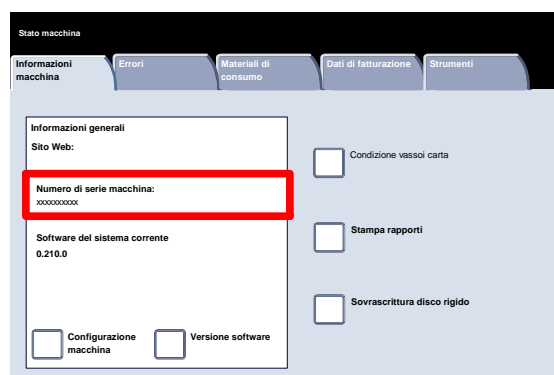 Stato macchina
Informazioni macchina
Errori
Materiali di consumo
Dati di fatturazione
Strumenti
Informazioni generali
Sito Web:
Numero di serie macchina:
xxxxxxxxx
Software del sistema corrente
0.210.0
Configurazione macchina
Versione software
Condizione vassoi carta
Stampa rapporti
Sovrascrittura disco rigido